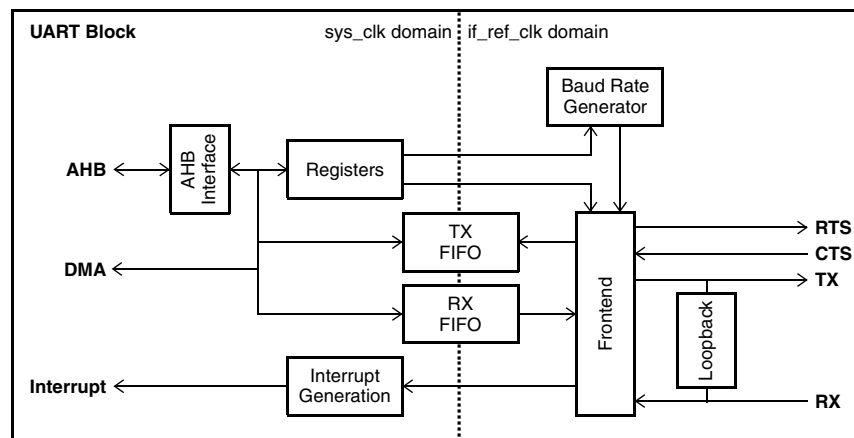 UART Block
sys_clk domain
if_ref_clk domain
Baud Rate
Generator
AHB
AHB
Interface
Registers
RTS
TX
FIFO
CTS
DMA
TX
RX
FIFO
Frontend
Loopback
Interrupt
Interrupt
Generation
RX